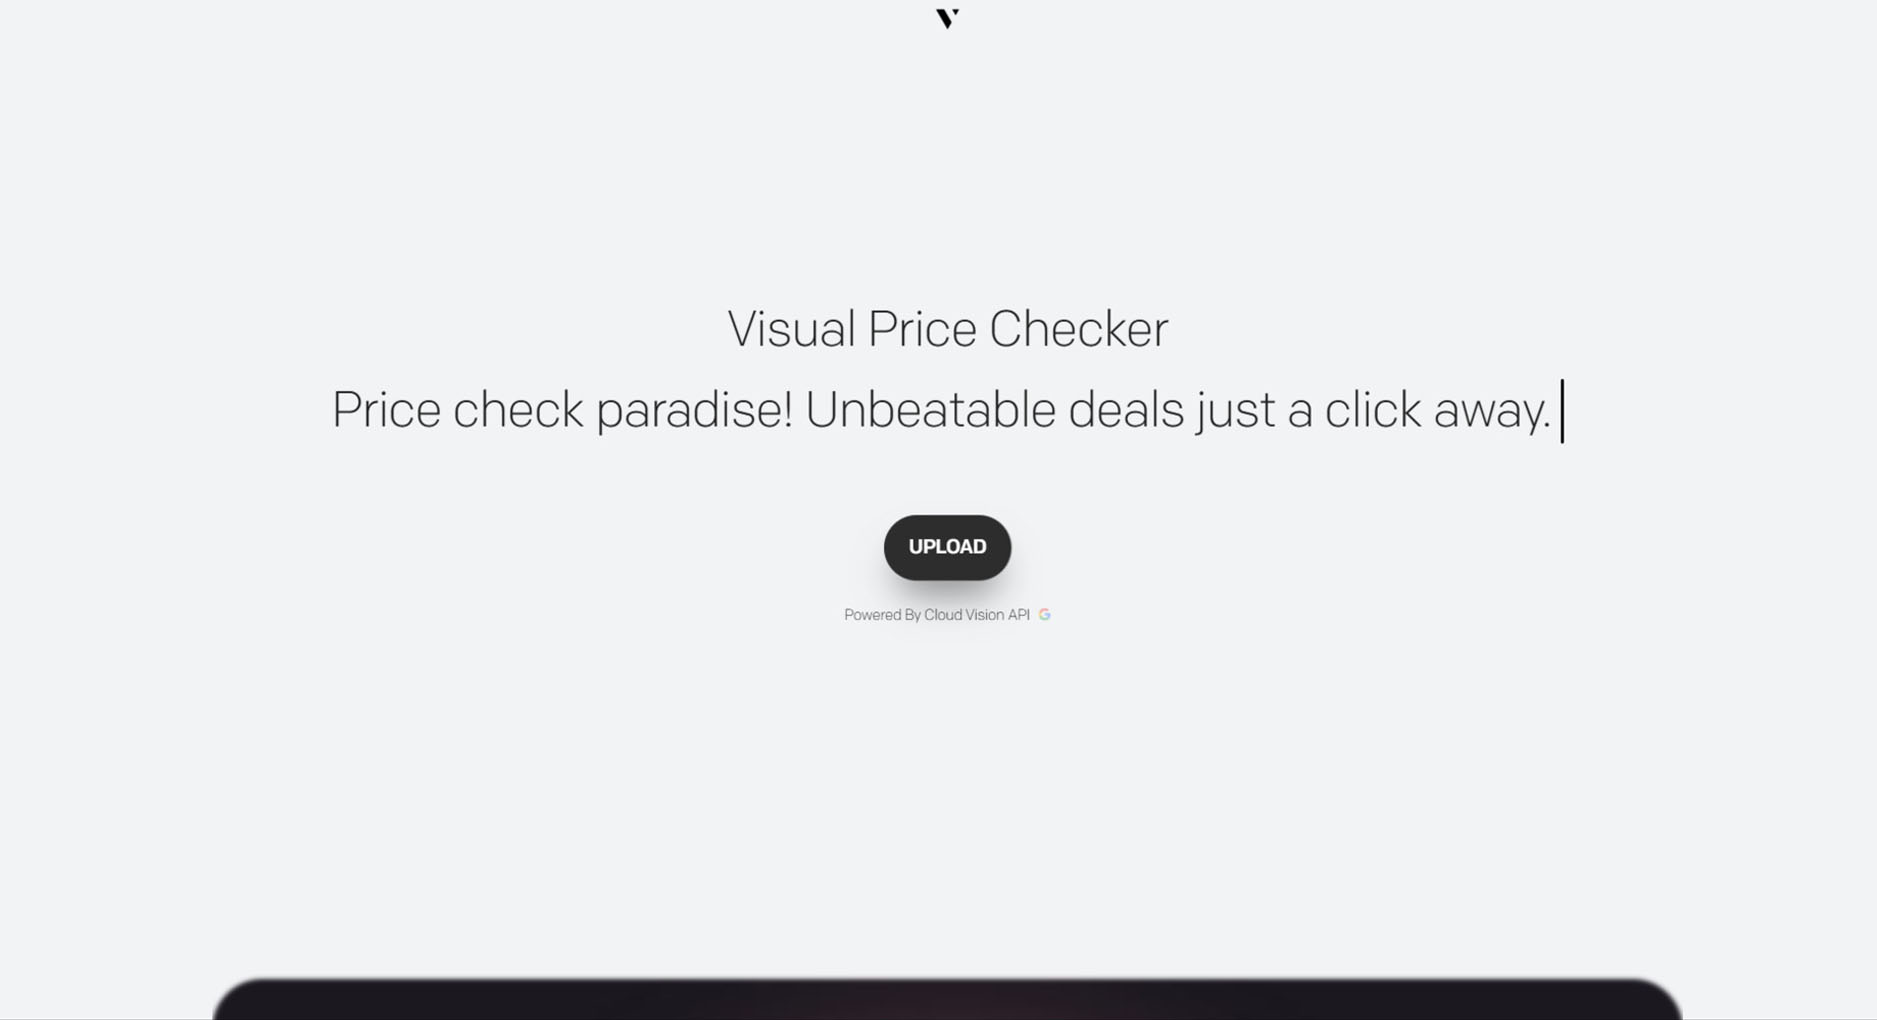 Visual Price Checker
Price check paradise! Unbeatable deals just a click away.
UPLOAD
Powered By Cloud Vision API